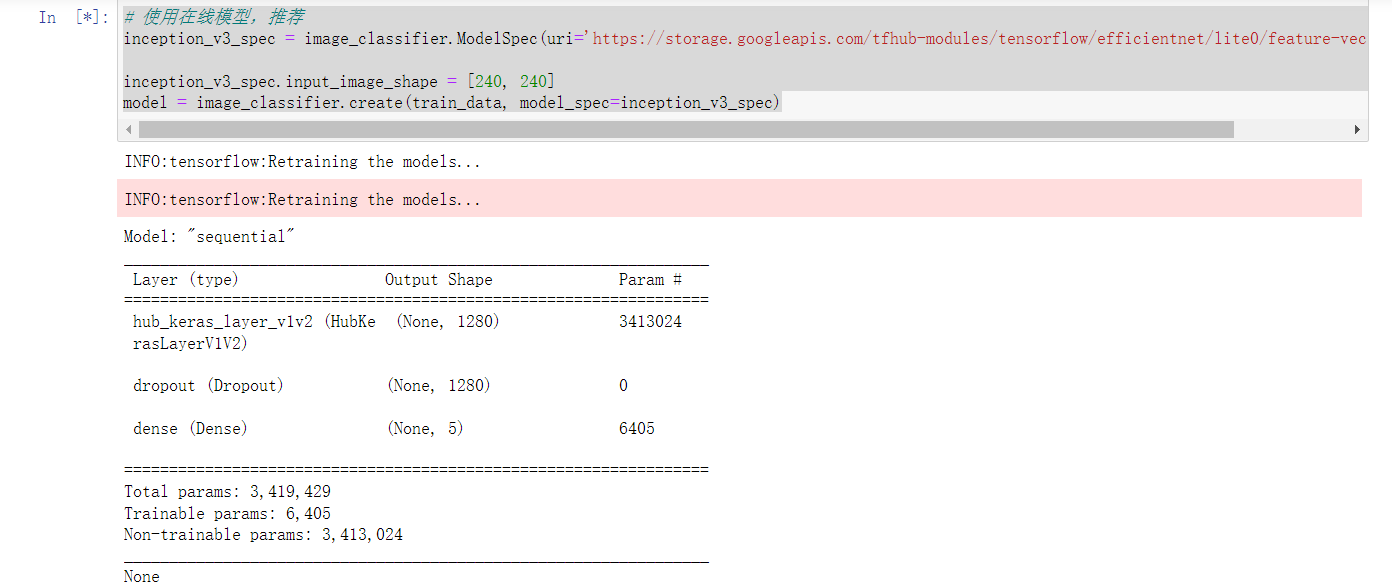 In [*]:
# 使用在线模型，推荐
inception_v3_spec = image_classifier.ModelSpec(uri='https://storage.googleapis.com/tfhub-modules/tensorflow/efficientnet/lite0/feature-vec
inception_v3_spec.input_image_shape = [240, 240]
model = image_classifier.create(train_data, model_spec=inception_v3_spec)
INFO:tensorflow:Retraining the models...
INFO:tensorflow:Retraining the models...
Model: "sequential"
Layer (type) Output Shape Param #
hub_keras_layer_v1v2 (HubKe (None, 1280) 3413024
rasLayerV1V2)
dropout (Dropout) (None, 1280) 0
dense (Dense) (None, 5) 6405
Total params: 3,419,429
Trainable params: 6,405
Non-trainable params: 3,413,024
None